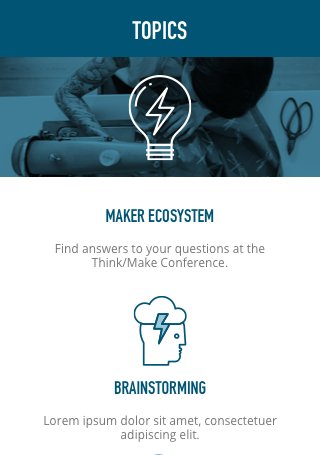 TOPICS
MAKER ECOSYSTEM
Find answers to your questions at the
Think/Make Conference.
BRAINSTORMING
Lorem ipsum dolor sit amet, consectetuer
adipiscing elit.